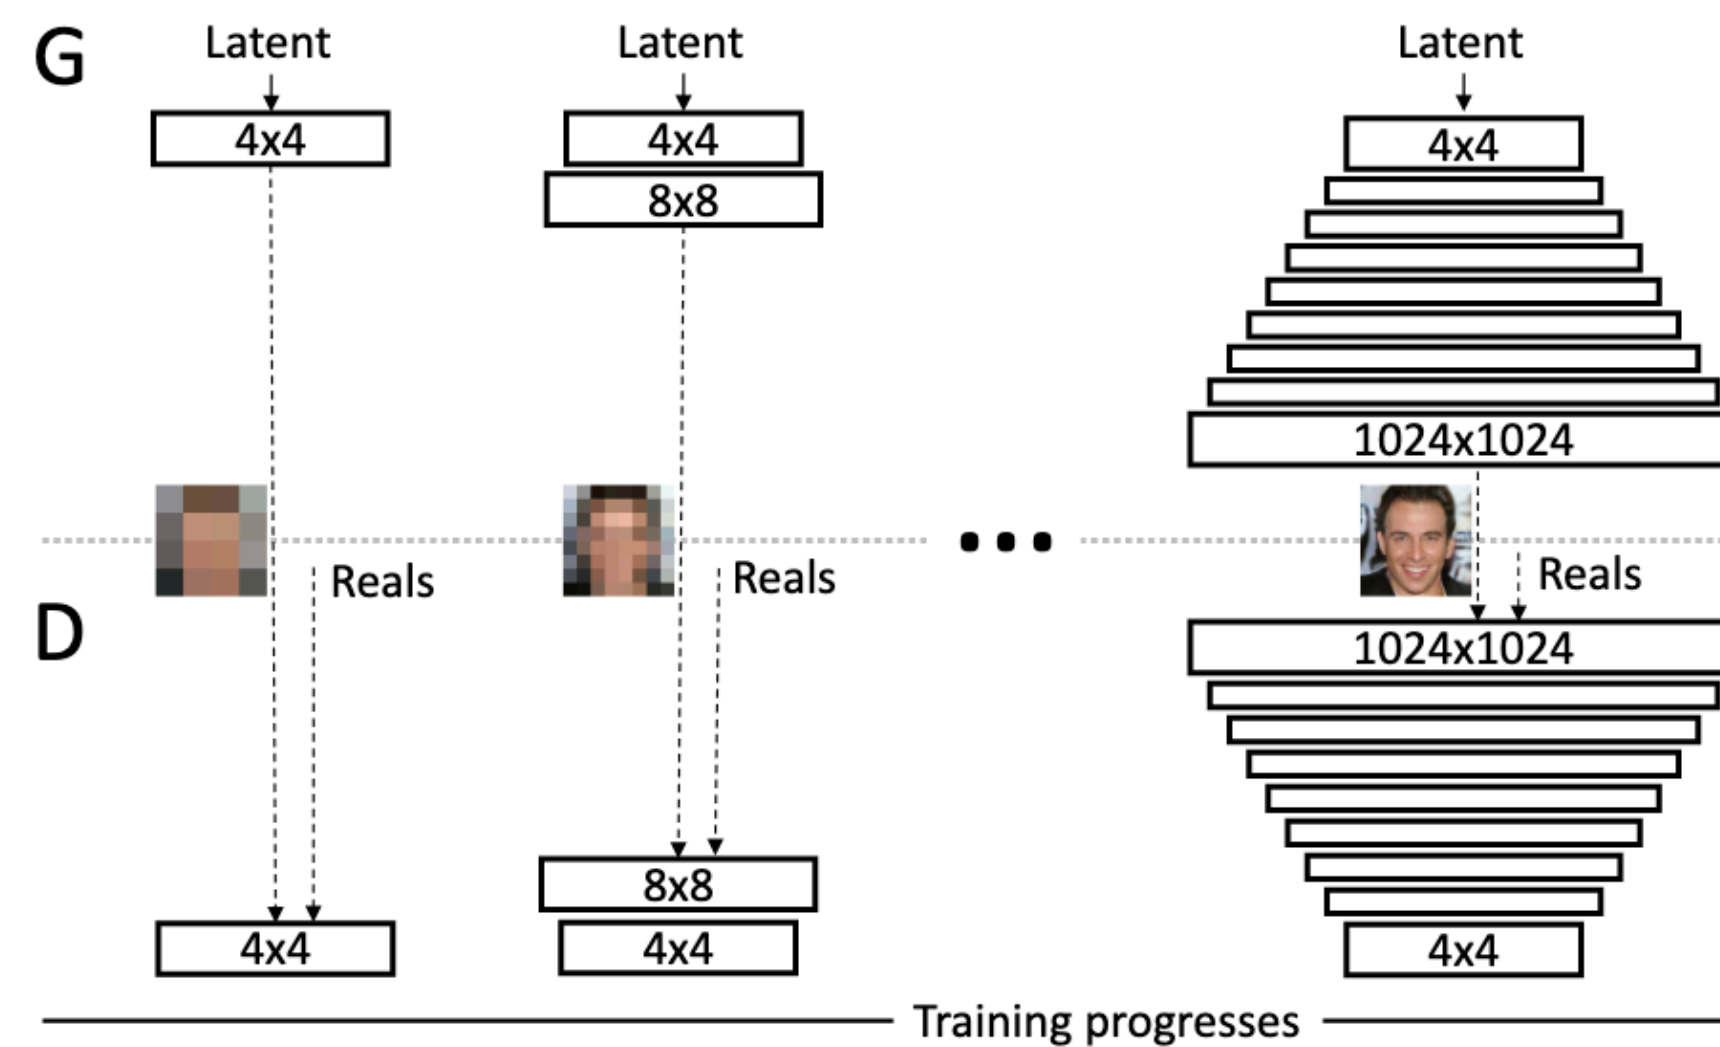 G
Latent
Latent
Latent
4x4
4x4
4x4
8x8
1024x1024
Reals
Reals
Reals
D
1024x1024
8x8
4x4
4x4
4x4
Training progresses